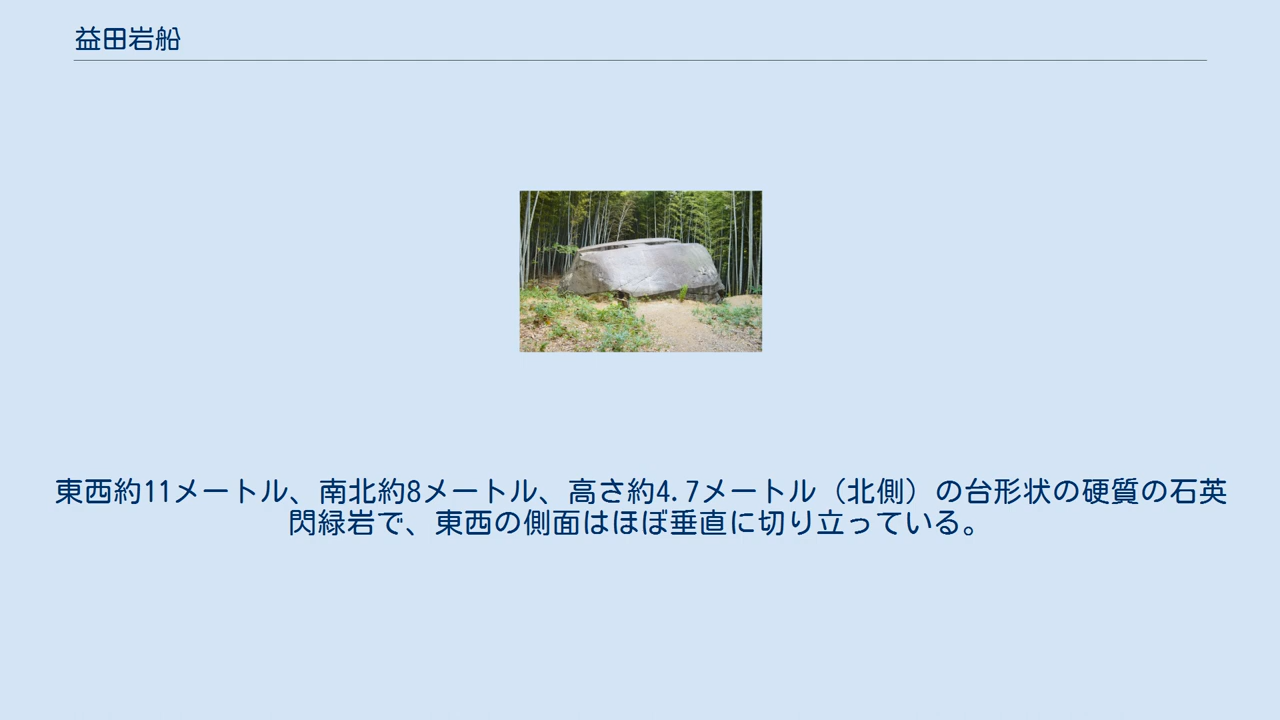 益田岩船
東西約11メートル、南北約8メートル、高さ約4.7メートル（北側）の台形状の硬質の石英
閃緑岩で、東西の側面はほぼ垂直に切り立っている。